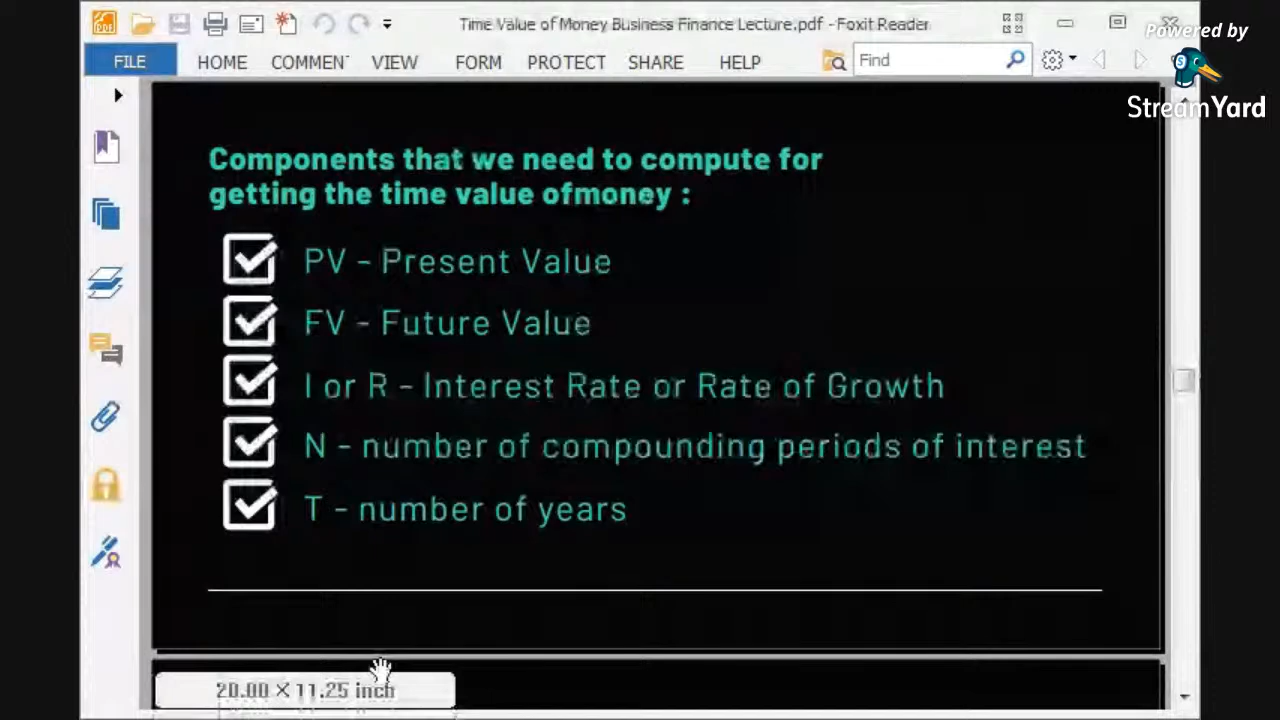 Time Value of Money Business Finance Lecture.pdf - Foxit Reader
Powered by
FILE HOME COMMEN VIEW FORM PROTECT SHARE HELP Find
StreamYard
Components that we need to compute for
getting the time value ofmoney :
PV - Present Value
FV - Future Value
I or R - Interest Rate or Rate of Growth
N - number of compounding periods of interest
T - number of years
20.00 X 11.25 inch